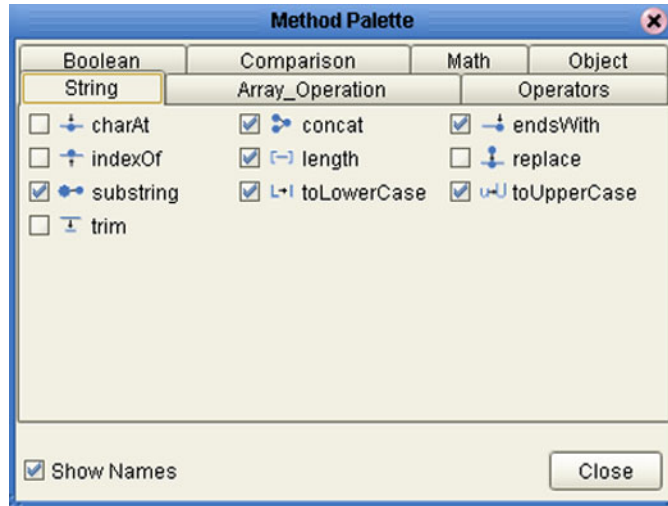 Method Palette
Boolean Comparison Math Object
String Array_Operation Operators
charAt concat endsWith
indexOf length replace
substring toLowerCase toUpperCase
trim
Show Names Close